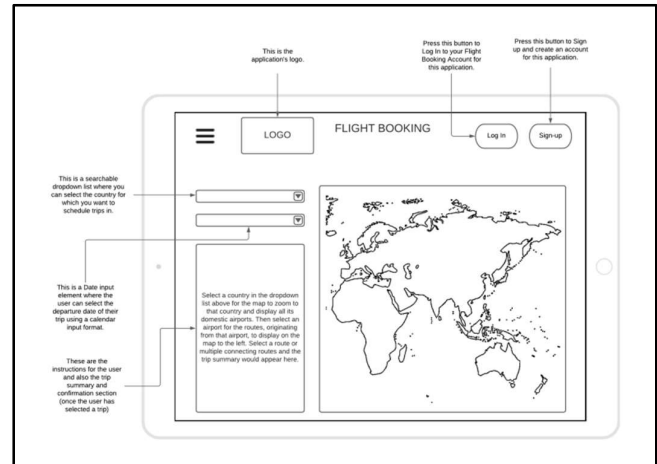 This is the
application's logo.
Press this button to
Log In to your Flight
Booking Account for
this application.
Press this button to Sign
up and create an account
for this application.
LOGO
FLIGHT BOOKING
Log In
Sign-up
This is a searchable
dropdown list where you
can select the country for
which you want to
schedule trips in.
This is a Date input
element where the
user can select the
departure date of their
trip using a calendar
input format.
Select a country in the dropdown
list above for the map to zoom to
that country and display all its
domestic airports. Then select an
airport for the routes, originating
from that airport, to display on the
map to the left. Select a route or
multiple connecting routes and the
trip summary would appear here.
These are the
instructions for the user
and also the trip
summary and
confirmation section
(once the user has
selected a trip)